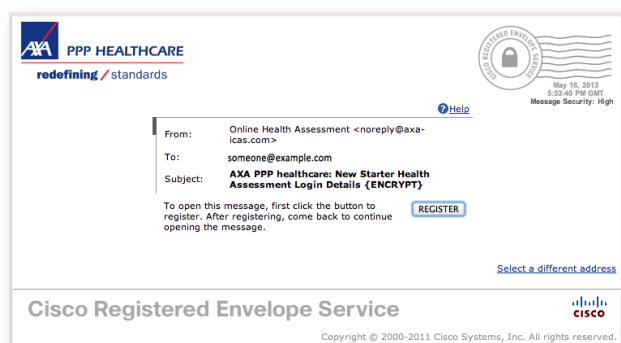 AXA PPP HEALTHCARE
redefining / standards
CISCO REGISTERED ENVELOPE SERVICE
May 16, 2013
5:53:40 PM GMT
Message Security: High
?Help
From: Online Health Assessment <noreply@axa-
icas.com>
To: someone@example.com
Subject: AXA PPP healthcare: New Starter Health
Assessment Login Details {ENCRYPT}
To open this message, first click the button to
register. After registering, come back to continue
opening the message.
REGISTER
Select a different address
Cisco Registered Envelope Service
CISCO
Copyright © 2000-2011 Cisco Systems, Inc. All rights reserved.